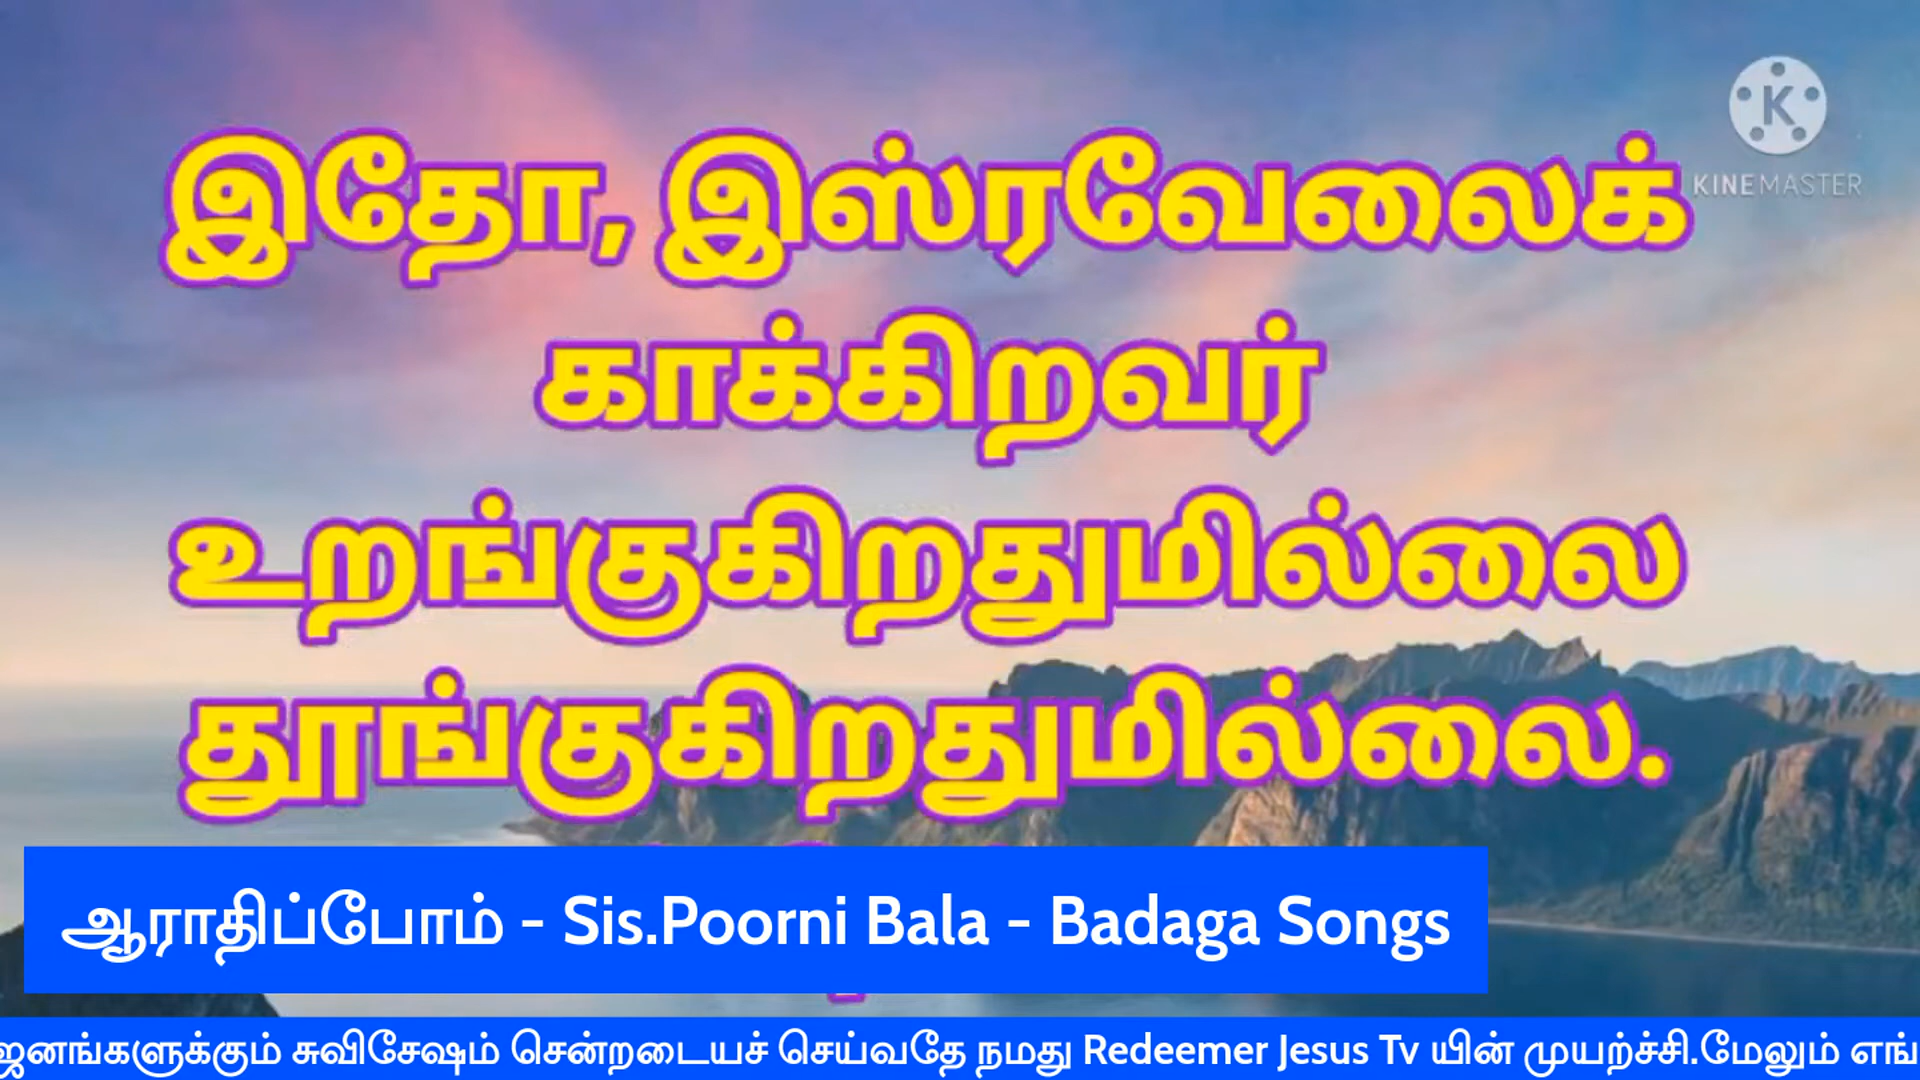 இதோ, இஸ்ரவேலைக்
KINEMASTER
காக்கிறவர்
உறங்குகிறதுமில்லை
தூங்குகிறதுமில்லை.
ஆராதிப்போம் - Sis.Poorni Bala - Badaga Songs
ஜனங்களுக்கும் சுவிசேஷம் சென்றடையச் செய்வதே நமது Redeemer Jesus Tv யின் முயற்ச்சி.மேலும் எங்